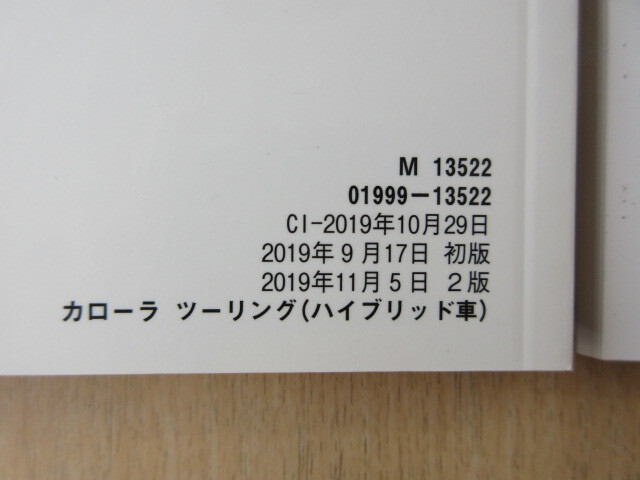 M 13522
01999-13522
CI-2019年10月29日
2019年9月17日 初版
2019年11月5日 2版
カローラ ツーリング(ハイブリッド車)